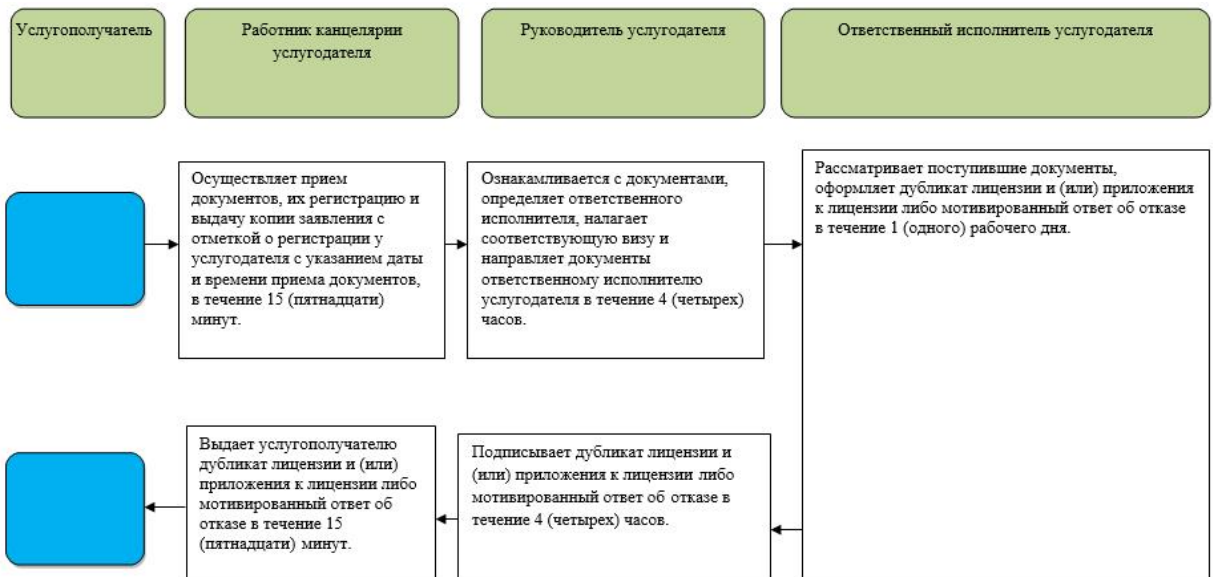 Услугополучатель
Работник канцелярии
услугодателя
Руководитель услугодателя
Ответственный исполнитель услугодателя
Осуществляет прием
документов, их регистрацию и
выдачу копии заявления с
отметкой о регистрации у
услугодателя с указанием даты
и времени приема документов,
в течение 15 (пятнадцати)
минут.
Ознакамливается с документами,
определяет ответственного
исполнителя, налагает
соответствующую визу и
направляет документы
ответственному исполнителю
услугодателя в течение 4 (четырех)
часов.
Рассматривает поступившие документы,
оформляет дубликат лицензии и (или) приложения
к лицензии либо мотивированный ответ об отказе
в течение 1 (одного) рабочего дня.
Выдает услугополучателю
дубликат лицензии и (или)
приложения к лицензии либо
мотивированный ответ об
отказе в течение 15
(пятнадцати) минут.
Подписывает дубликат лицензии и
(или) приложения к лицензии либо
мотивированный ответ об отказе в
течение 4 (четырех) часов.